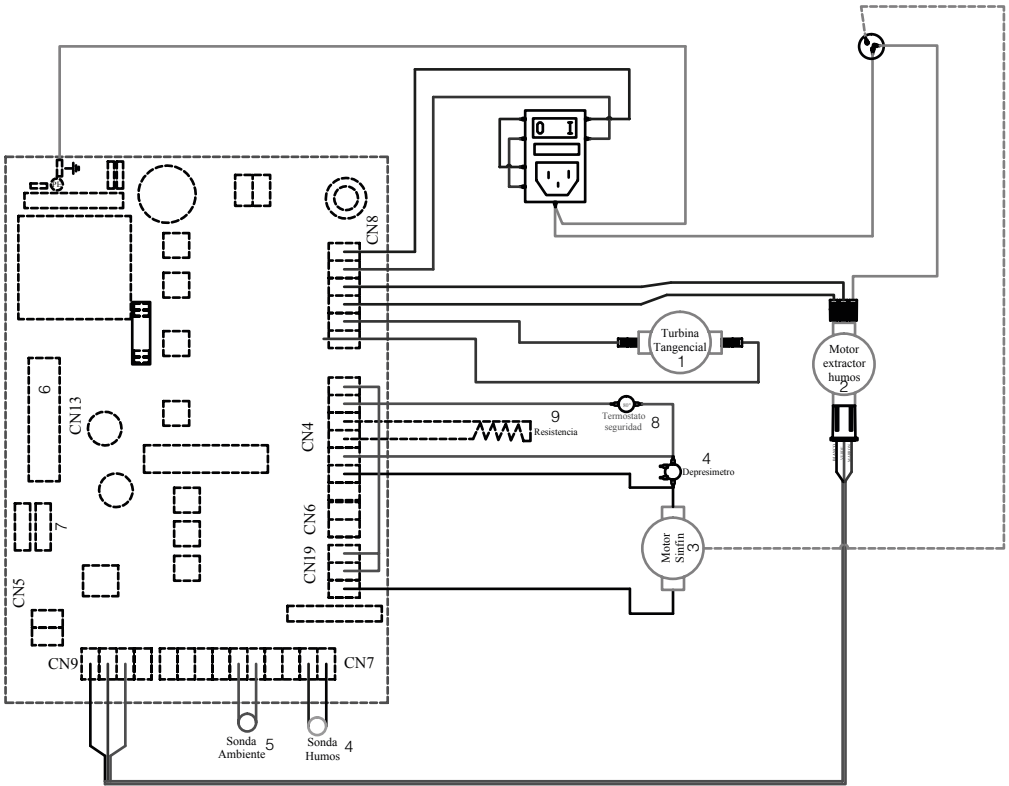 0 I
CN8
Turbina
Tangencial
1
Motor
extractor
humos
2
6
CN13
CN4
9
Resistencia
Termostato
seguridad
8
4
Depresimetro
7
CN6
CN19
Motor
Sinfin
3
CN5
CN9
CN7
Sonda
Ambiente
5
Sonda
Humos
4